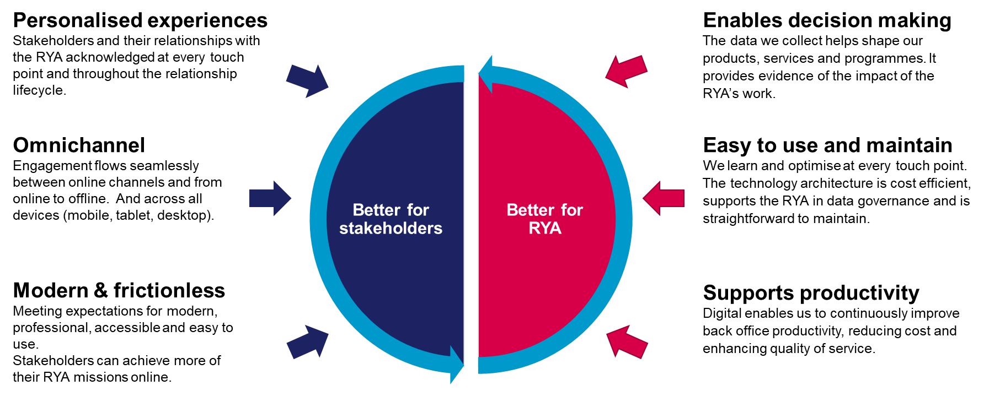 Personalised experiences
Stakeholders and their relationships with
the RYA acknowledged at every touch
point and throughout the relationship
lifecycle.
Omnichannel
Engagement flows seamlessly
between online channels and from
online to offline.  And across all
devices (mobile, tablet, desktop).
Modern & frictionless
Meeting expectations for modern,
professional, accessible and easy to
use.
Stakeholders can achieve more of
their RYA missions online.
Better for
stakeholders
Better for
RYA
Enables decision making
The data we collect helps shape our
products, services and programmes. It
provides evidence of the impact of the
RYA’s work.
Easy to use and maintain
We learn and optimise at every touch point.
The technology architecture is cost efficient,
supports the RYA in data governance and is
straightforward to maintain.
Supports productivity
Digital enables us to continuously improve
back office productivity, reducing cost and
enhancing quality of service.